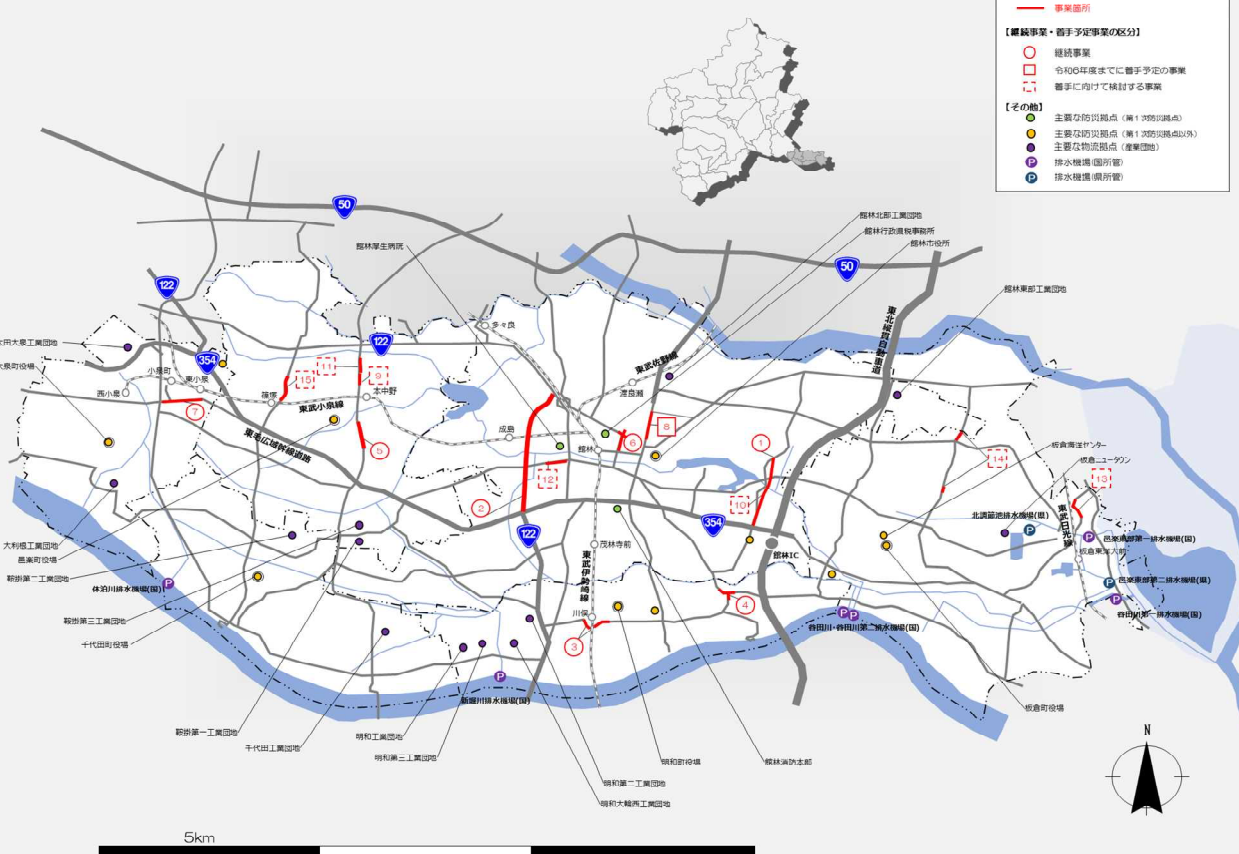 事業箇所
【継続事業・着手予定事業の区分】
継続事業
令和6年度までに着手予定の事業
着手に向けて検討する事業
【その他】
主要な防災拠点（第1次防災拠点）
主要な防災拠点（第1次防災拠点以外）
主要な物流拠点（産業団地）
P 排水機場(国所管)
P 排水機場(県所管)
50
館林北部工業団地
館林行政県税事務所
館林市役所
館林厚生病院
50
122
館林東部工業団地
東北縦貫自動車道
多々良
122
太田大泉工業団地
354
東武佐野線
大泉町役場
小泉町
東小泉
11
9
15
西小泉
篠塚
本中野
渡良瀬
東武小泉線
7
8
成島
6
1
東毛広域幹線道路
5
館林
板倉海洋センター
14
板倉ニュータウン
12
13
10
2
354
122
東武日光線
北調節池排水機場(県)
P
大利根工業団地
P
邑楽東部第一排水機場(国)
邑楽町役場
茂林寺前
館林IC
板倉東洋大前
東武伊勢崎線
鞍掛第二工業団地
休泊川排水機場(国)
P
P
邑楽東部第二排水機場(県)
P
谷田川第一排水機場(国)
4
川俣
P P
谷田川・谷田川第二排水機場(国)
鞍掛第三工業団地
千代田町役場
3
P
新堀川排水機場(国)
板倉町役場
鞍掛第一工業団地
千代田工業団地
明和工業団地
明和第三工業団地
明和町役場
館林消防本部
明和第二工業団地
明和大輪西工業団地
N
5km